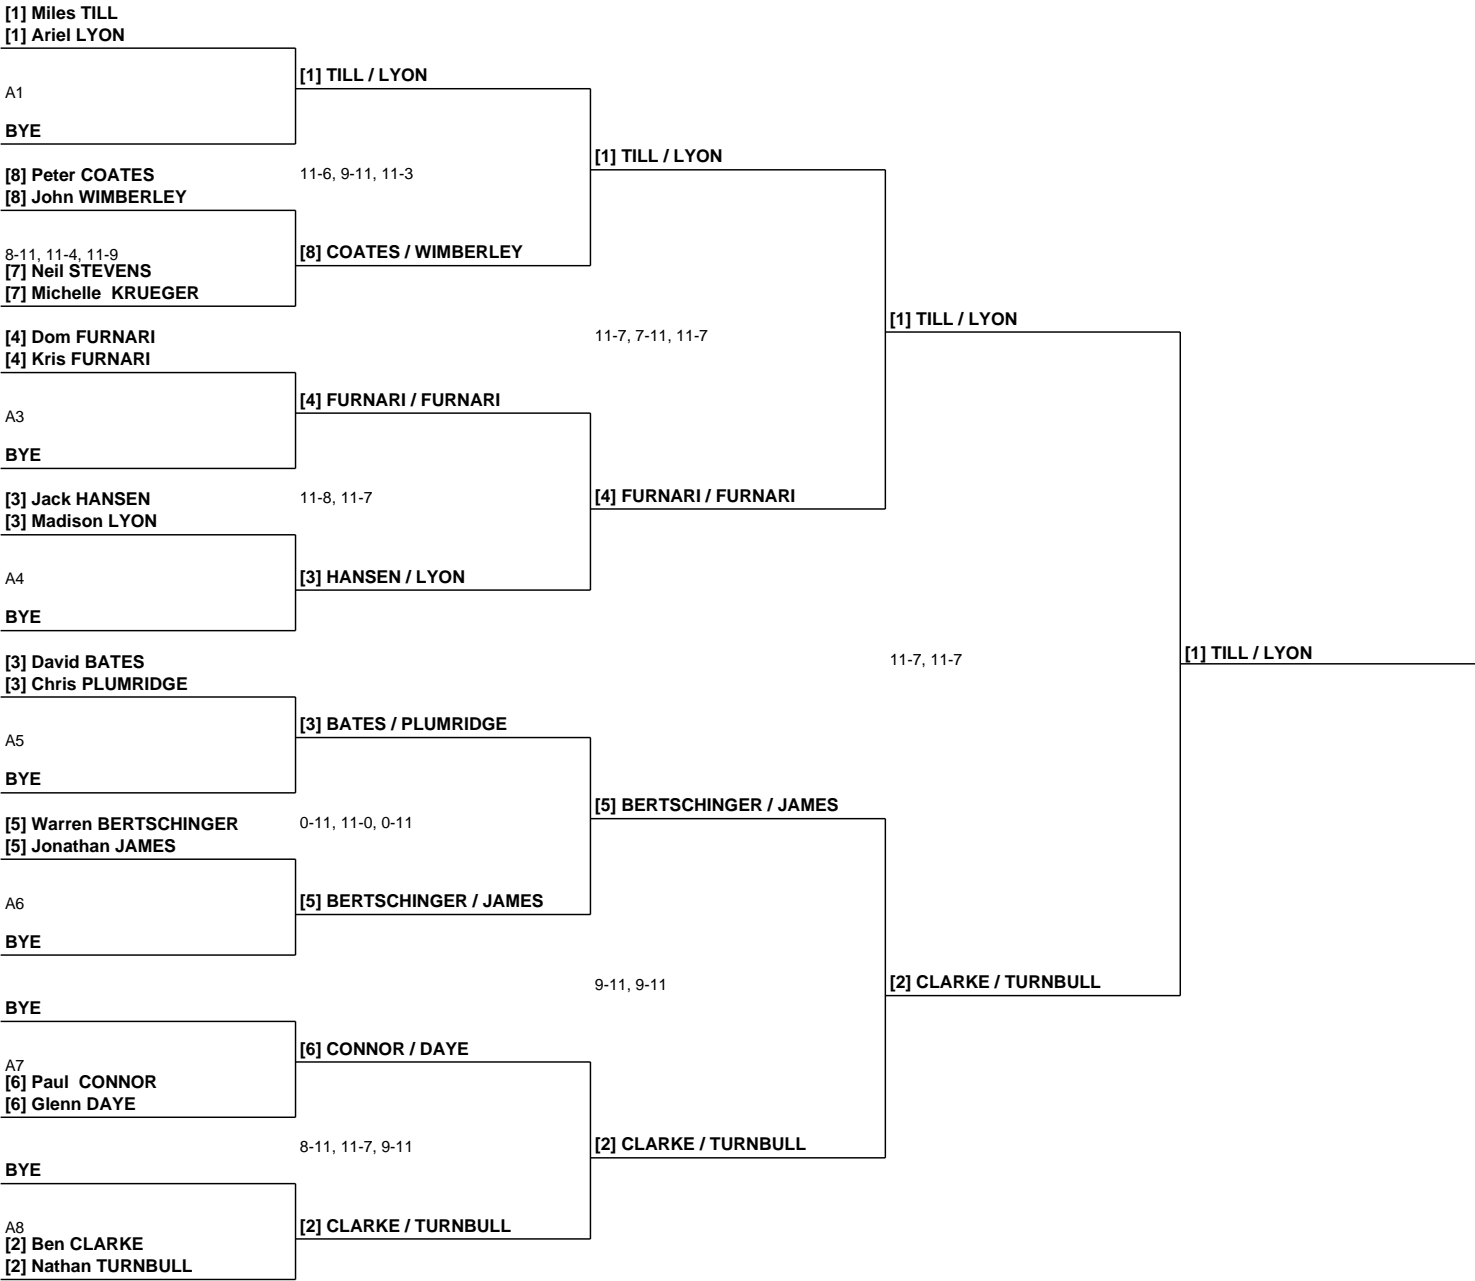 [1] Miles TILL
[1] Ariel LYON
[1] TILL / LYON
A1
BYE
[1] TILL / LYON
[8] Peter COATES
11-6, 9-11, 11-3
[8] John WIMBERLEY
8-11, 11-4, 11-9
[8] COATES / WIMBERLEY
[7] Neil STEVENS
[7] Michelle  KRUEGER
[1] TILL / LYON
[4] Dom FURNARI
11-7, 7-11, 11-7
[4] Kris FURNARI
[4] FURNARI / FURNARI
A3
BYE
[3] Jack HANSEN
11-8, 11-7
[4] FURNARI / FURNARI
[3] Madison LYON
A4
[3] HANSEN / LYON
BYE
[3] David BATES
11-7, 11-7
[1] TILL / LYON
[3] Chris PLUMRIDGE
[3] BATES / PLUMRIDGE
A5
BYE
[5] BERTSCHINGER / JAMES
[5] Warren BERTSCHINGER
0-11, 11-0, 0-11
[5] Jonathan JAMES
A6
[5] BERTSCHINGER / JAMES
BYE
9-11, 9-11
[2] CLARKE / TURNBULL
BYE
[6] CONNOR / DAYE
A7
[6] Paul  CONNOR
[6] Glenn DAYE
8-11, 11-7, 9-11
[2] CLARKE / TURNBULL
BYE
A8
[2] CLARKE / TURNBULL
[2] Ben CLARKE
[2] Nathan TURNBULL